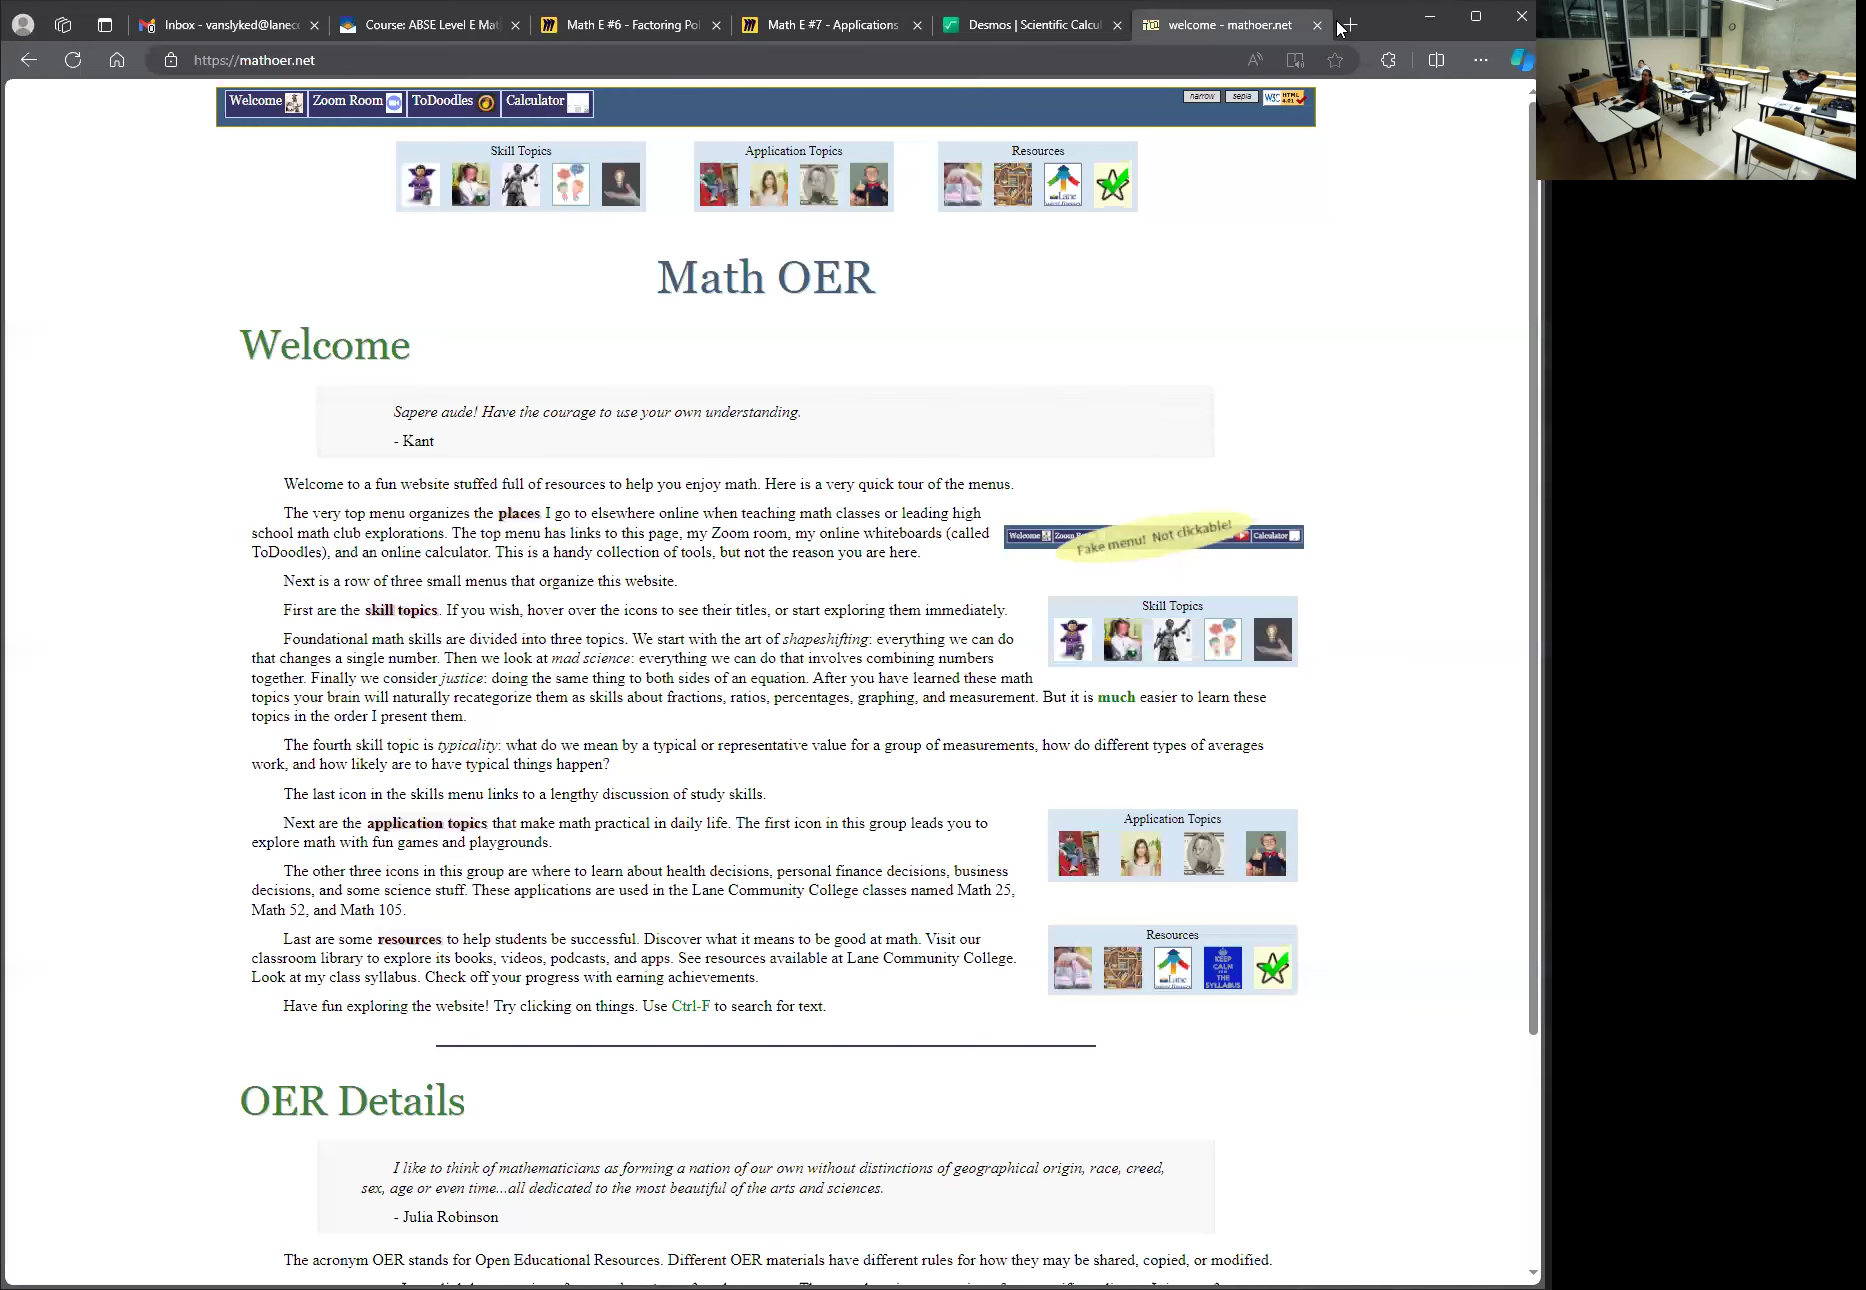 Inbox - vanslyked@lanec
Course: ABSE Level E Mat
Math E #6 - Factoring Pol
Math E #7 - Applications
Desmos | Scientific Calcul
welcome - mathoer.net
https://mathoer.net
Welcome
Zoom Room
ToDoodles
Calculator
narrow
sepia
W3C HTML 4.01
Skill Topics
Application Topics
Resources
Lane
Math OER
Welcome
Sapere aude! Have the courage to use your own understanding.
- Kant
Welcome to a fun website stuffed full of resources to help you enjoy math. Here is a very quick tour of the menus.
The very top menu organizes the places I go to elsewhere online when teaching math classes or leading high
school math club explorations. The top menu has links to this page, my Zoom room, my online whiteboards (called
ToDoodles), and an online calculator. This is a handy collection of tools, but not the reason you are here.
Welcome
Fake menu! Not clickable!
Calculator
Next is a row of three small menus that organize this website.
First are the skill topics. If you wish, hover over the icons to see their titles, or start exploring them immediately.
Skill Topics
Foundational math skills are divided into three topics. We start with the art of shapeshifting: everything we can do
that changes a single number. Then we look at mad science: everything we can do that involves combining numbers
together. Finally we consider justice: doing the same thing to both sides of an equation. After you have learned these math
topics your brain will naturally recategorize them as skills about fractions, ratios, percentages, graphing, and measurement. But it is much easier to learn these
topics in the order I present them.
The fourth skill topic is typicality: what do we mean by a typical or representative value for a group of measurements, how do different types of averages
work, and how likely are to have typical things happen?
The last icon in the skills menu links to a lengthy discussion of study skills.
Next are the application topics that make math practical in daily life. The first icon in this group leads you to
explore math with fun games and playgrounds.
Application Topics
The other three icons in this group are where to learn about health decisions, personal finance decisions, business
decisions, and some science stuff. These applications are used in the Lane Community College classes named Math 25,
Math 52, and Math 105.
Last are some resources to help students be successful. Discover what it means to be good at math. Visit our
classroom library to explore its books, videos, podcasts, and apps. See resources available at Lane Community College.
Look at my class syllabus. Check off your progress with earning achievements.
Resources
Lane
KEEP
CALM
THE
SYLLABUS
Have fun exploring the website! Try clicking on things. Use Ctrl-F to search for text.
OER Details
I like to think of mathematicians as forming a nation of our own without distinctions of geographical origin, race, creed,
sex, age or even time...all dedicated to the most beautiful of the arts and sciences.
- Julia Robinson
The acronym OER stands for Open Educational Resources. Different OER materials have different rules for how they may be shared, copied, or modified.